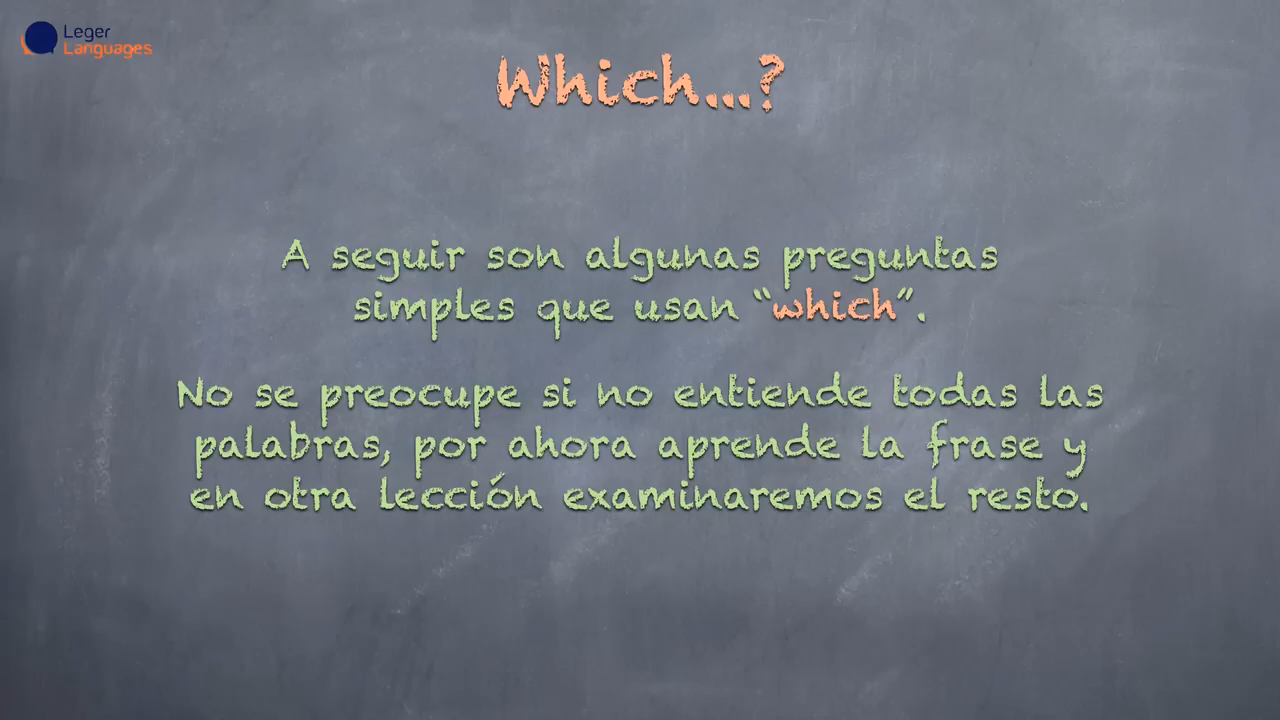 Leger
Languages
Which...?
A seguir son algunas preguntas
simples que usan “which”.
No se preocupe si no entiende todas las
palabras, por ahora aprende la frase y
en otra lección examinaremos el resto.